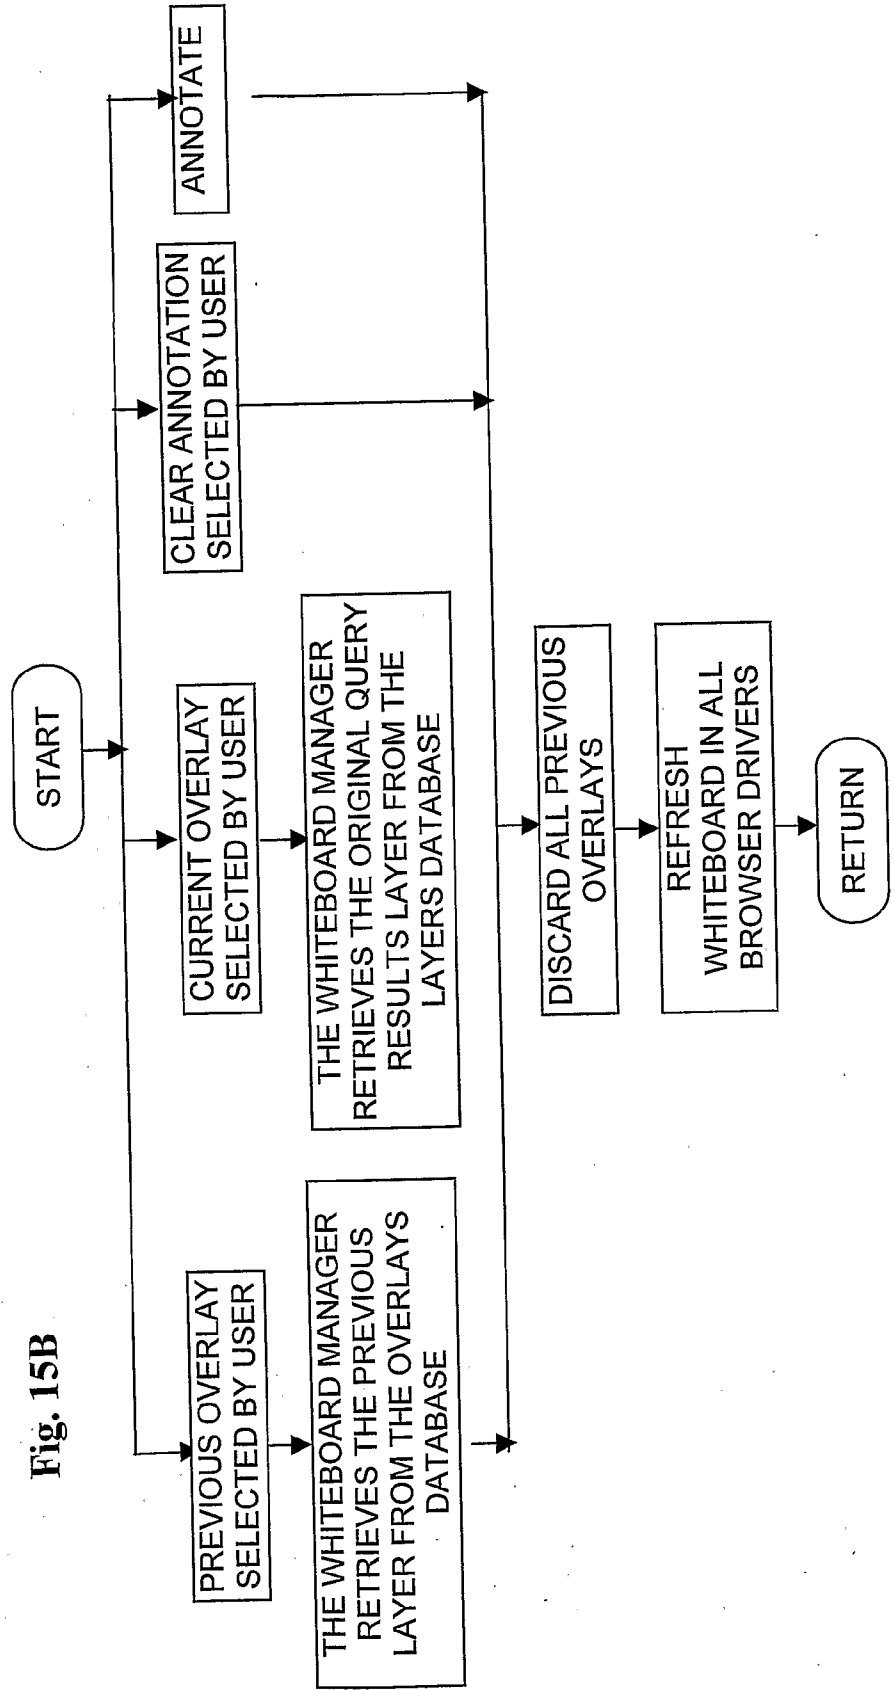 Fig. 15B
START
PREVIOUS OVERLAY
SELECTED BY USER
THE WHITEBOARD MANAGER
RETRIEVES THE PREVIOUS
LAYER FROM THE OVERLAYS
DATABASE
CURRENT OVERLAY
SELECTED BY USER
THE WHITEBOARD MANAGER
RETRIEVES THE ORIGINAL QUERY
RESULTS LAYER FROM THE
LAYERS DATABASE
CLEAR ANNOTATION
SELECTED BY USER
ANNOTATE
DISCARD ALL PREVIOUS
OVERLAYS
REFRESH
WHITEBOARD IN ALL
BROWSER DRIVERS
RETURN